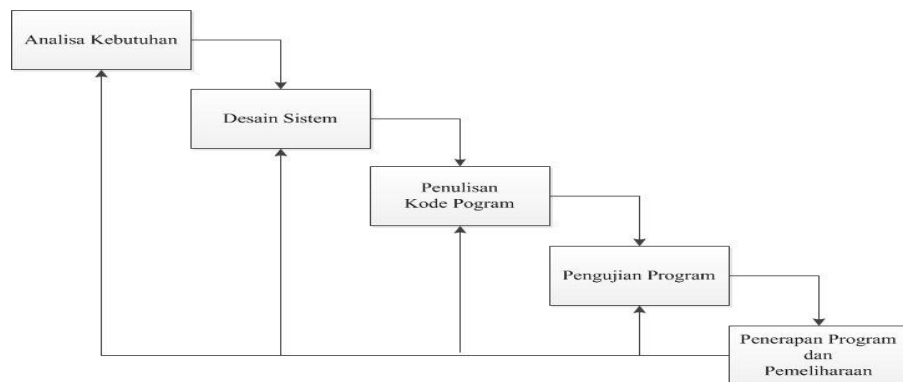 Analisa Kebutuhan
Desain Sistem
Penulisan
Kode Pogram
Pengujian Program
Penerapan Program
dan
Pemeliharaan